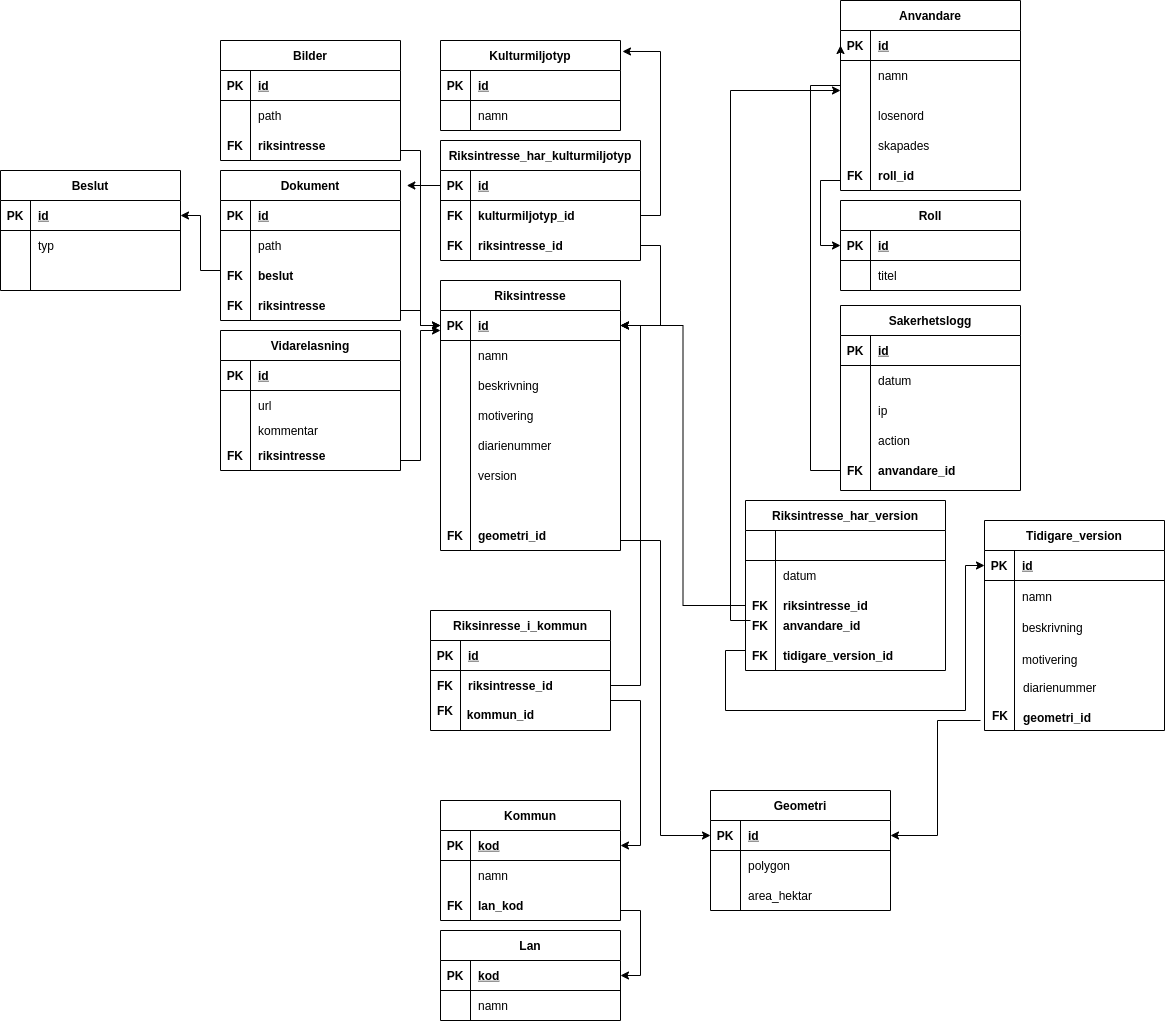 Anvandare
PK id
namn
losenord
skapades
FK roll_id
Bilder
PK id
path
FK riksintresse
Kulturmiljotyp
PK id
namn
Riksintresse_har_kulturmiljotyp
PK id
FK kulturmiljotyp_id
FK riksintresse_id
Beslut
PK id
typ
Dokument
PK id
path
FK beslut
FK riksintresse
Roll
PK id
titel
Riksintresse
PK id
namn
beskrivning
motivering
diarienummer
version
FK geometri_id
Sakerhetslogg
PK id
datum
ip
action
FK anvandare_id
Vidarelasning
PK id
url
kommentar
FK riksintresse
Riksintresse_har_version
datum
FK riksintresse_id
FK anvandare_id
FK tidigare_version_id
Tidigare_version
PK id
namn
beskrivning
motivering
diarienummer
FK geometri_id
Riksinresse_i_kommun
PK id
FK riksintresse_id
FK kommun_id
Geometri
PK id
polygon
area_hektar
Kommun
PK kod
namn
FK lan_kod
Lan
PK kod
namn